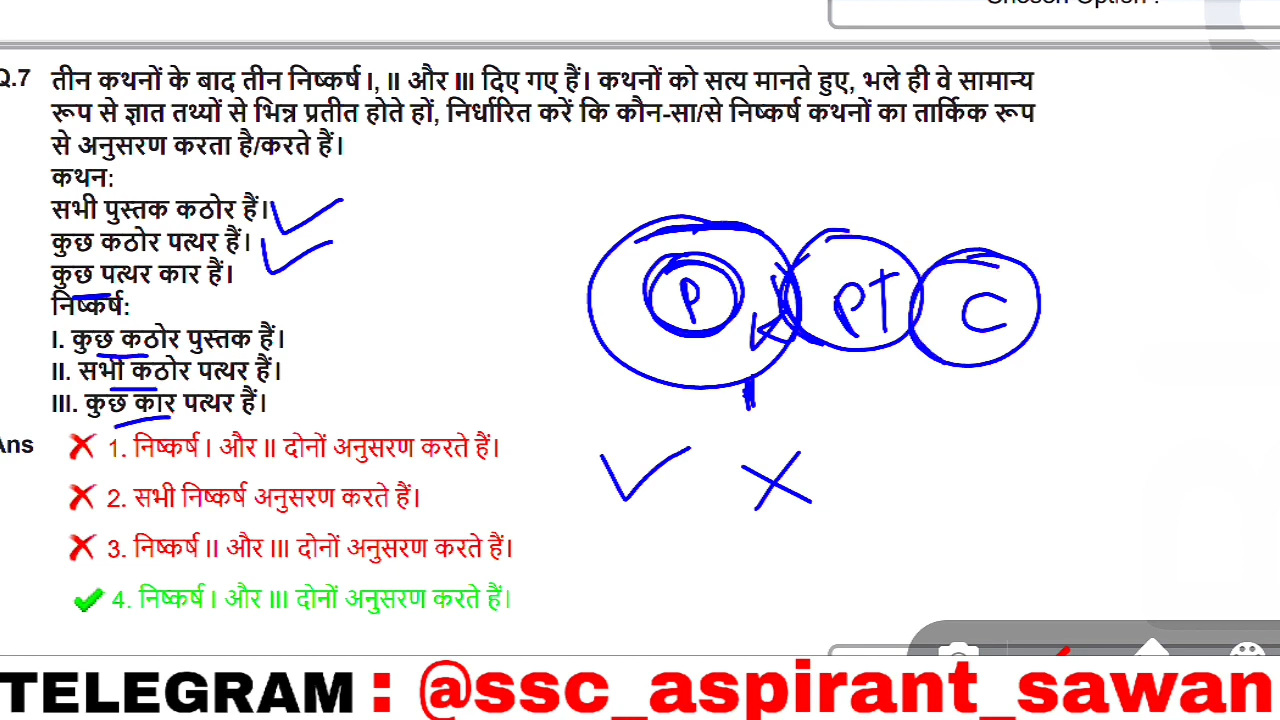 Chosen Option :
Q.7 तीन कथनों के बाद तीन निष्कर्ष I, II और III दिए गए हैं। कथनों को सत्य मानते हुए, भले ही वे सामान्य
रूप से ज्ञात तथ्यों से भिन्न प्रतीत होते हों, निर्धारित करें कि कौन-सा/से निष्कर्ष कथनों का तार्किक रूप
से अनुसरण करता है/करते हैं।
कथन:
सभी पुस्तक कठोर हैं।
कुछ कठोर पत्थर हैं।
कुछ पत्थर कार हैं।
निष्कर्ष:
I. कुछ कठोर पुस्तक हैं।
II. सभी कठोर पत्थर हैं।
III. कुछ कार पत्थर हैं।
P PT C
Ans 1. निष्कर्ष I और II दोनों अनुसरण करते हैं।
2. सभी निष्कर्ष अनुसरण करते हैं।
3. निष्कर्ष II और III दोनों अनुसरण करते हैं।
4. निष्कर्ष I और III दोनों अनुसरण करते हैं।
TELEGRAM : @ssc_aspirant_sawan